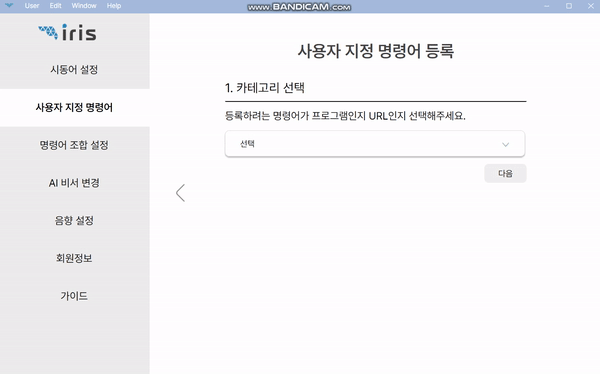 User Edit Window Help
www.BANDICAM.com
iris
시동어 설정
사용자 지정 명령어
명령어 조합 설정
AI 비서 변경
음향 설정
회원정보
가이드
사용자 지정 명령어 등록
1. 카테고리 선택
등록하려는 명령어가 프로그램인지 URL인지 선택해주세요.
선택
다음